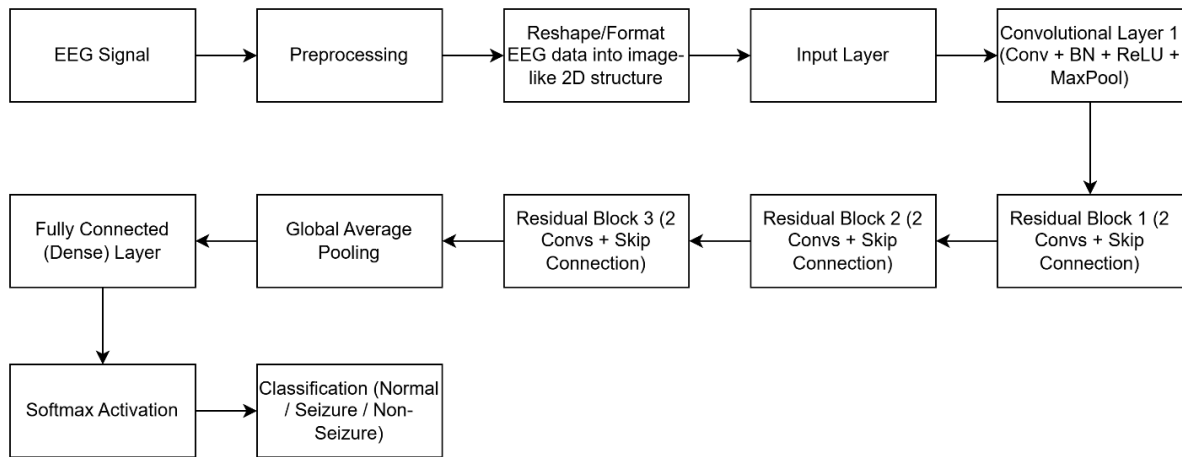 EEG Signal
Preprocessing
Reshape/Format
EEG data into image-
like 2D structure
Input Layer
Convolutional Layer 1
(Conv + BN + ReLU +
MaxPool)
Fully Connected
(Dense) Layer
Global Average
Pooling
Residual Block 3 (2
Convs + Skip
Connection)
Residual Block 2 (2
Convs + Skip
Connection)
Residual Block 1 (2
Convs + Skip
Connection)
Softmax Activation
Classification (Normal
/ Seizure / Non-
Seizure)